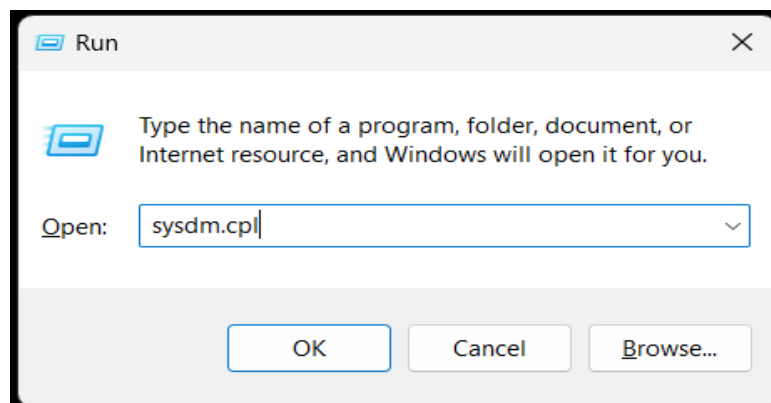 Run
Type the name of a program, folder, document, or
Internet resource, and Windows will open it for you.
Open: sysdm.cpl
OK Cancel Browse...